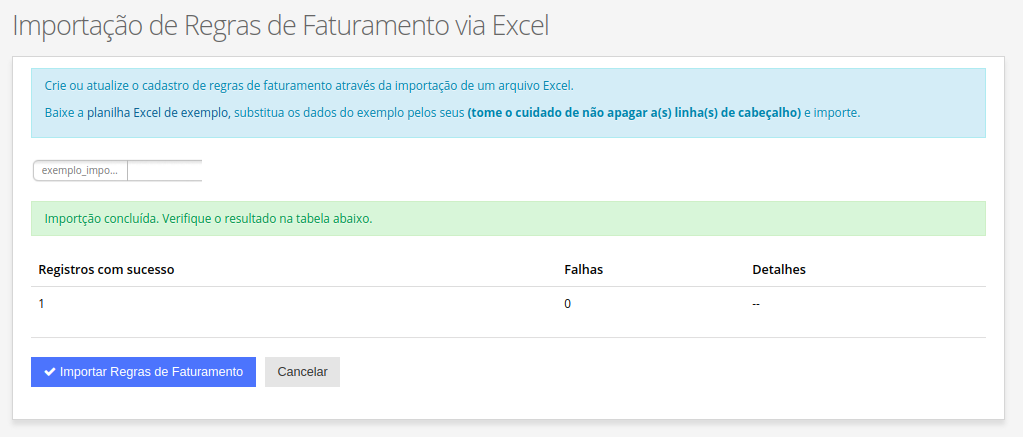 Importação de Regras de Faturamento via Excel
Crie ou atualize o cadastro de regras de faturamento através da importação de um arquivo Excel.
Baixe a planilha Excel de exemplo, substitua os dados do exemplo pelos seus (tome o cuidado de não apagar a(s) linha(s) de cabeçalho) e importe.
exemplo_impo...
Importção concluída. Verifique o resultado na tabela abaixo.
Registros com sucesso Falhas Detalhes
1 0 --
Importar Regras de Faturamento Cancelar